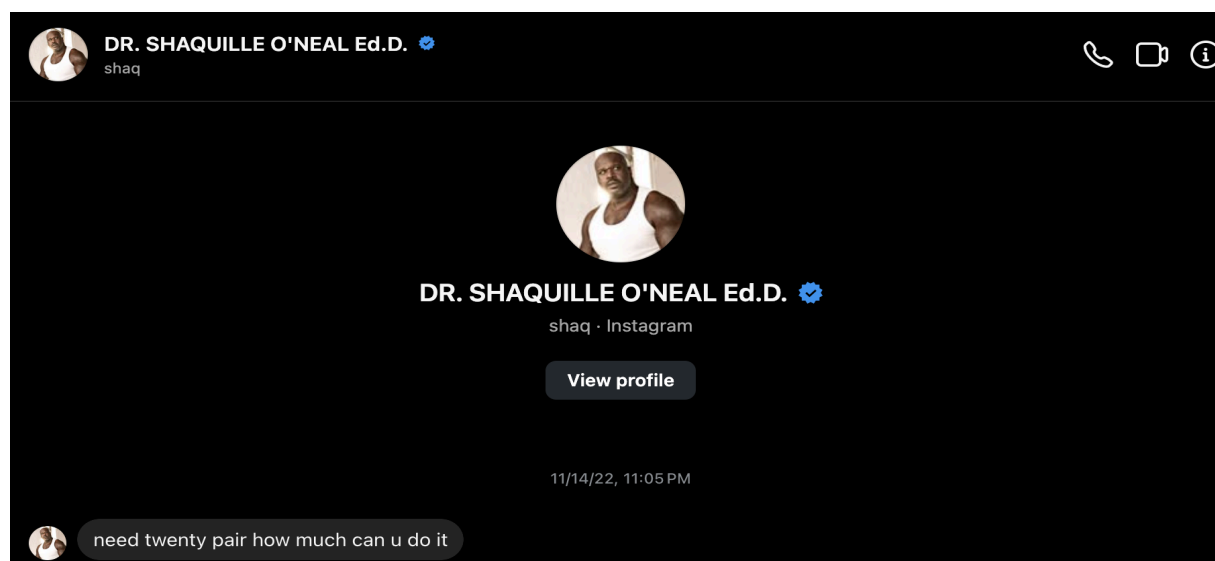 DR. SHAQUILLE O'NEAL Ed.D.
shaq
DR. SHAQUILLE O'NEAL Ed.D.
shaq · Instagram
View profile
11/14/22, 11:05 PM
need twenty pair how much can u do it